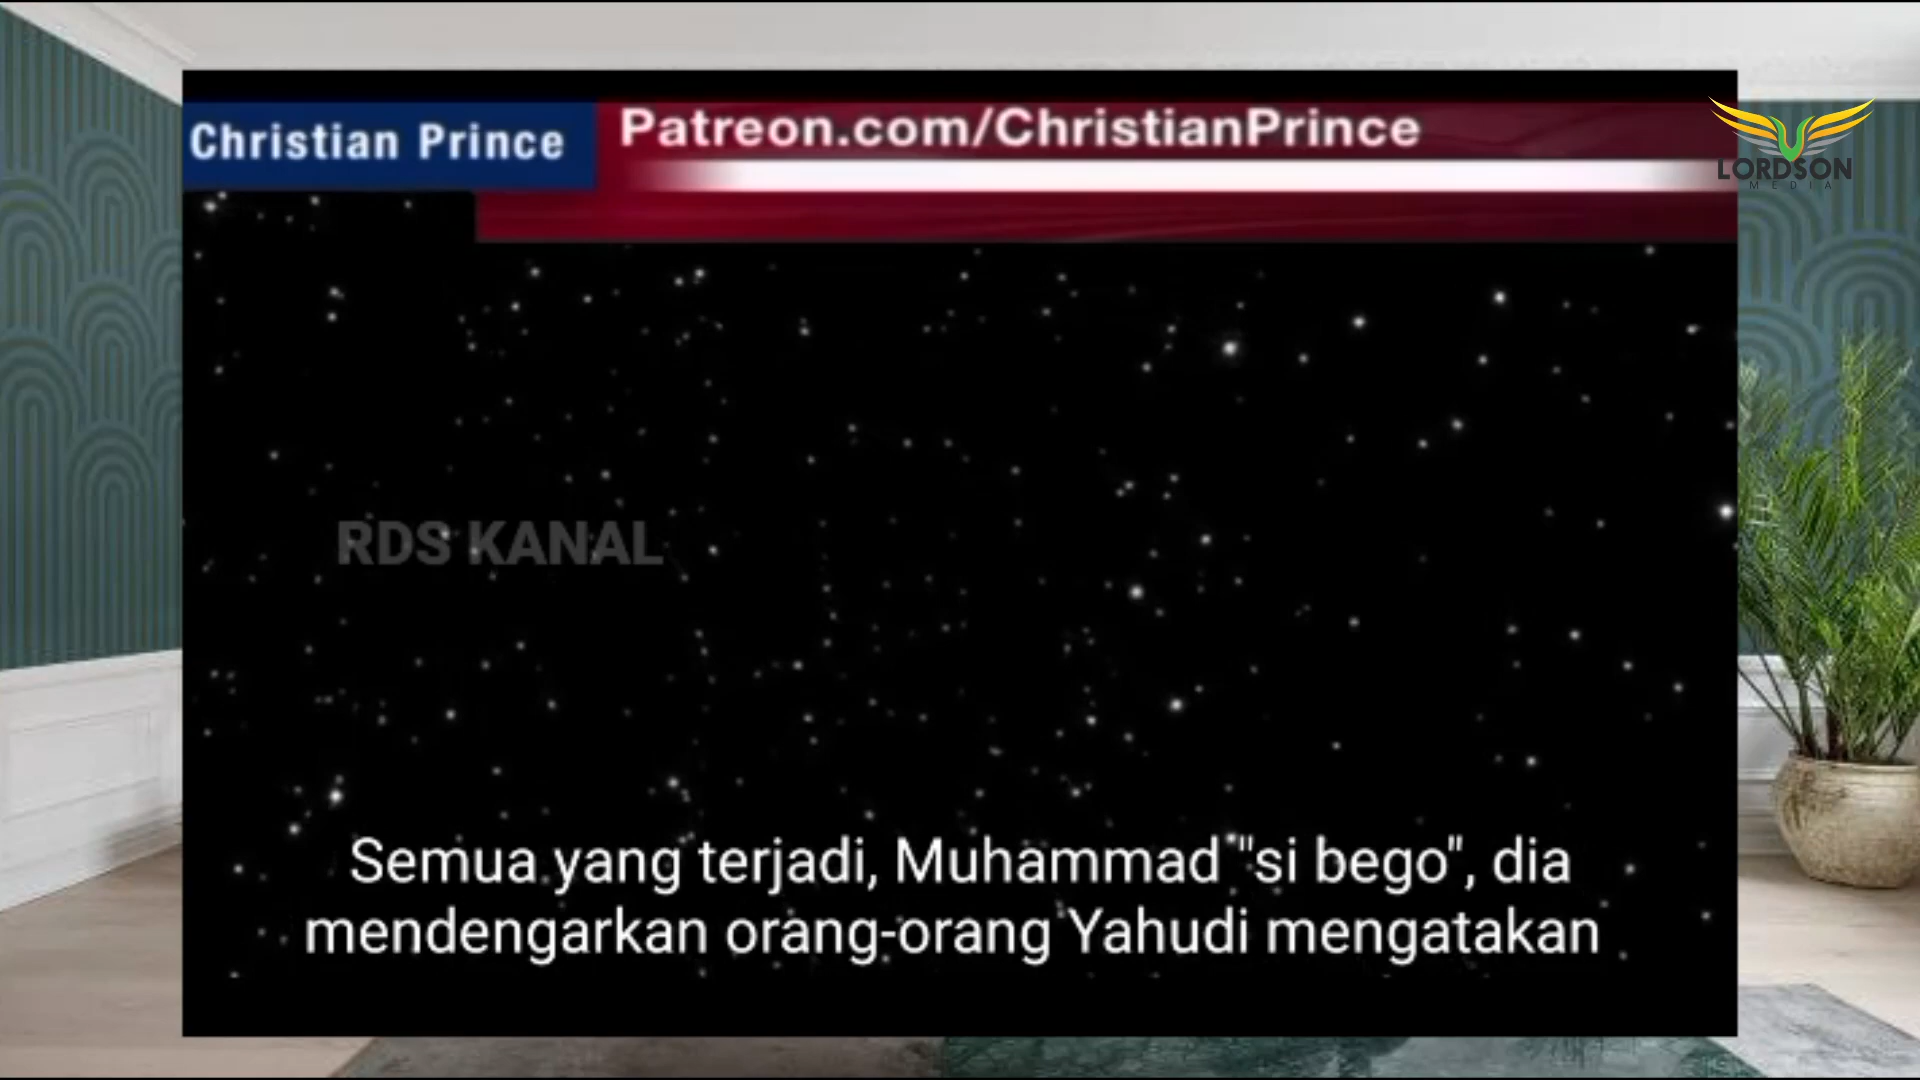 Christian Prince
Patreon.com/ChristianPrince
LORDSON
MEDIA
RDS KANAL
Semua yang terjadi, Muhammad "si bego", dia
mendengarkan orang-orang Yahudi mengatakan